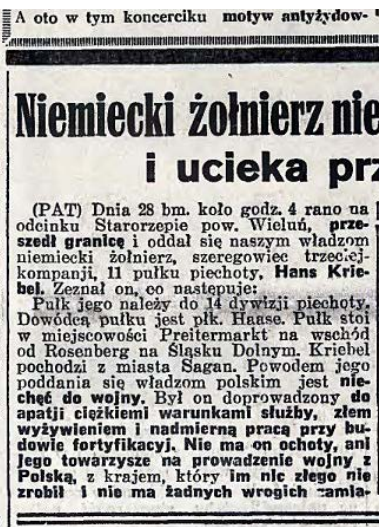 A oto w tym koncerciku motyw antyżydow-
Niemiecki żołnierz nie
i ucieka prz
(PAT) Dnia 28 bm. koło godz. 4 rano na
odcinku Starorzepie pow. Wieluń, prze-
szedł granicę i oddał się naszym władzom
niemiecki żołnierz, szeregowiec trzeciej-
kompanji, 11 pułku piechoty, Hans Krie-
bel. Zeznał on, co następuje:
Pułk jego należy do 14 dywizji piechoty.
Dowódcą pułku jest płk. Haase. Pułk stoi
w miejscowości Preitermarkt na wschód
od Rosenberg na Śląsku Dolnym. Kriebel
pochodzi z miasta Sagan. Powodem jego
poddania się władzom polskim jest nie-
chęć do wojny. Był on doprowadzony do
apatji ciężkiemi warunkami służby, złem
wyżywieniem i nadmierną pracą przy bu-
dowie fortyfikacyj. Nie ma on ochoty, ani
jego towarzysze na prowadzenie wojny z
Polską, z krajem, który im nic złego nie
zrobił i nie ma żadnych wrogich zamia-